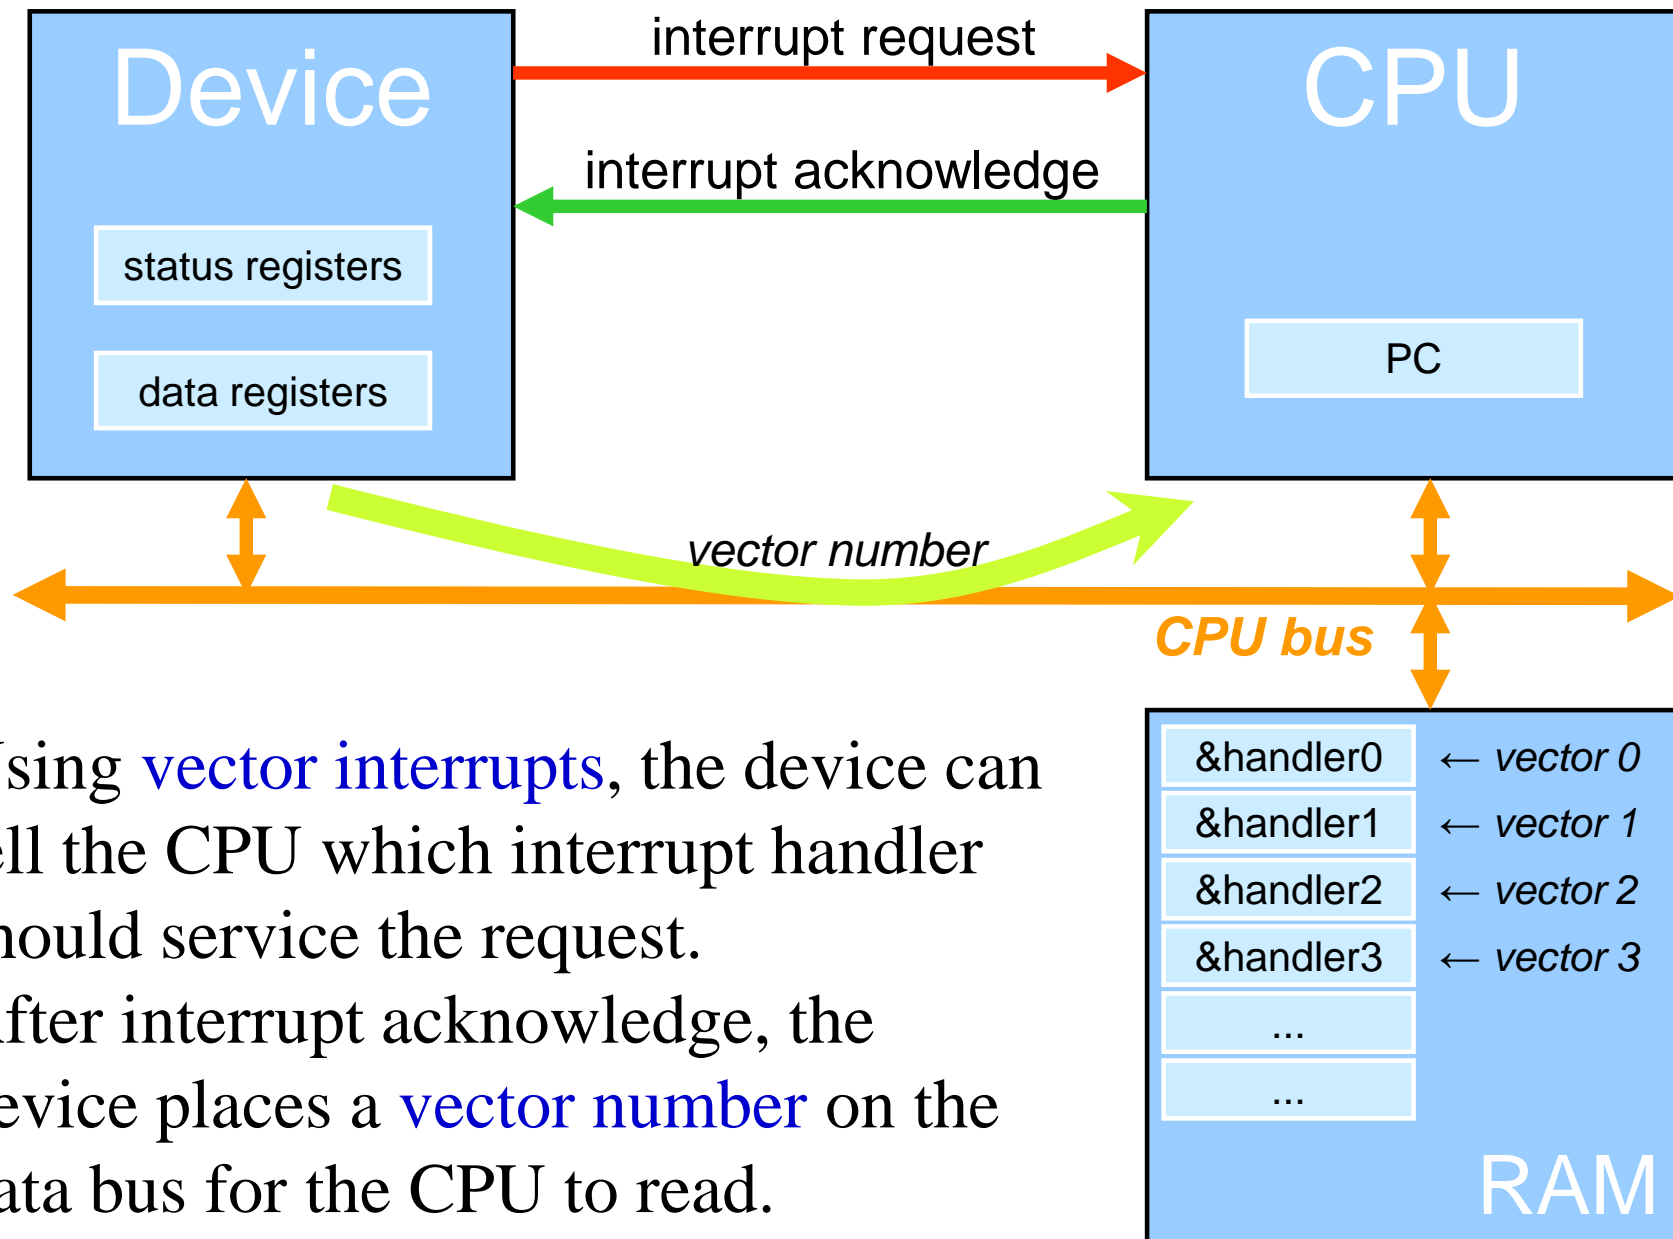 Device
interrupt request
CPU
interrupt acknowledge
status registers
data registers
PC
vector number
CPU bus
sing vector interrupts, the device can
ell the CPU which interrupt handler
hould service the request.
fter interrupt acknowledge, the
evice places a vector number on the
ata bus for the CPU to read.
&handler0 ← vector 0
&handler1 ← vector 1
&handler2 ← vector 2
&handler3 ← vector 3
...
...
RAM